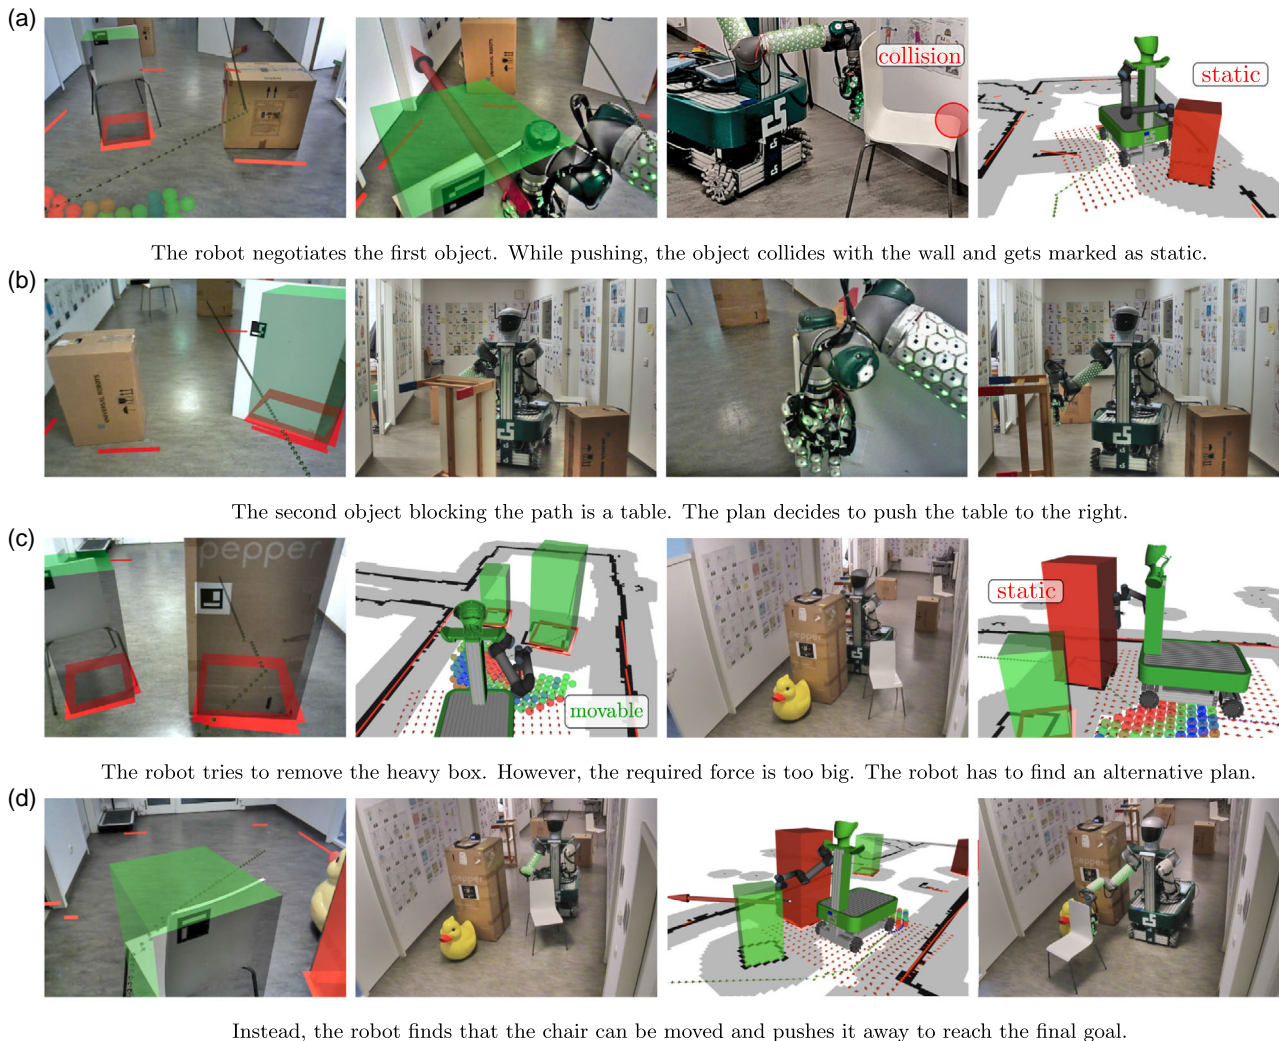 (a)
collision
static
The robot negotiates the first object. While pushing, the object collides with the wall and gets marked as static.
(b)
The second object blocking the path is a table. The plan decides to push the table to the right.
(c)
pepper
movable
pepper
static
The robot tries to remove the heavy box. However, the required force is too big. The robot has to find an alternative plan.
(d)
pepper
pepper
Instead, the robot finds that the chair can be moved and pushes it away to reach the final goal.